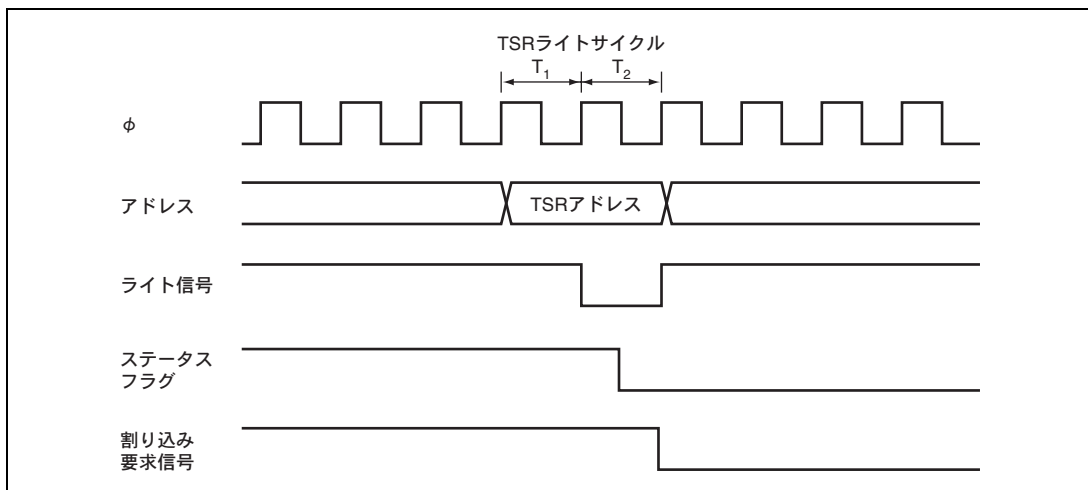 TSRライトサイクル
T₁ T₂
φ
アドレス
TSRアドレス
ライト信号
ステータス
フラグ
割り込み
要求信号